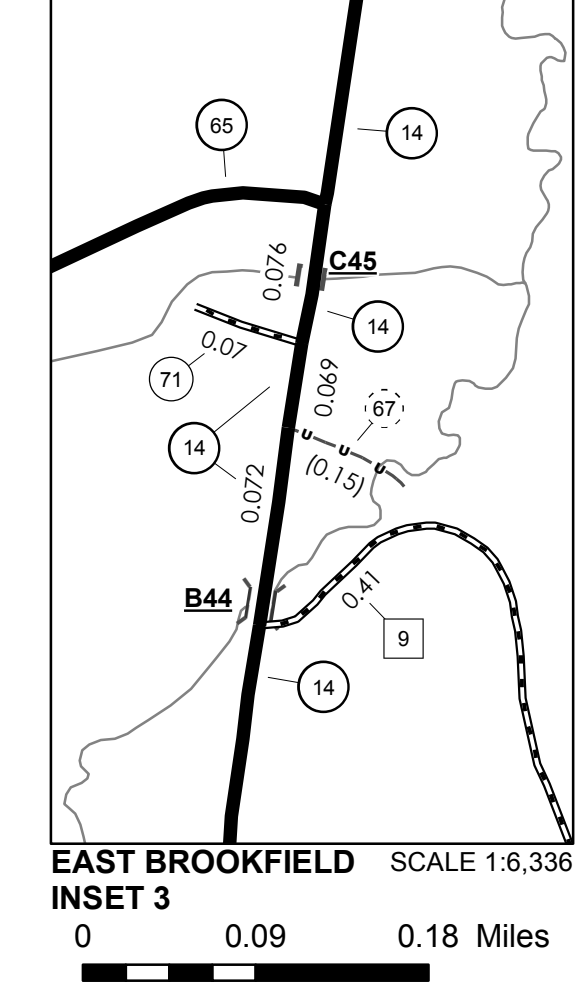 65
14
C45
0.076
14
0.07
71
0.069
67
14
U U U
(0.15)
0.072
B44
0.41
9
14
EAST BROOKFIELD SCALE 1:6,336
INSET 3
0 0.09 0.18 Miles